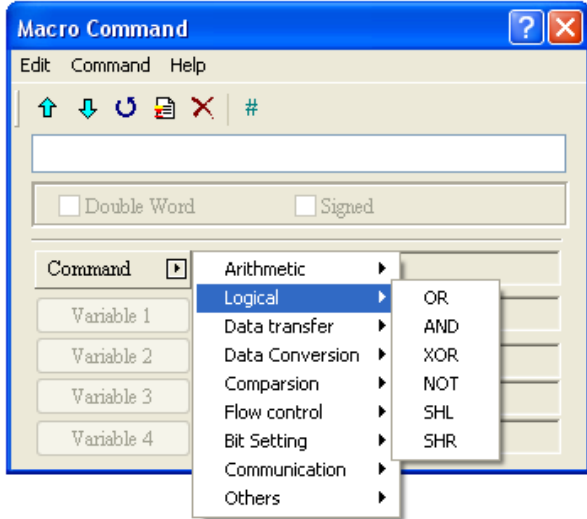 Macro Command
Edit Command Help
#
Double Word Signed
Command
Variable 1
Variable 2
Variable 3
Variable 4
Arithmetic
Logical
Data transfer
Data Conversion
Comparsion
Flow control
Bit Setting
Communication
Others
OR
AND
XOR
NOT
SHL
SHR